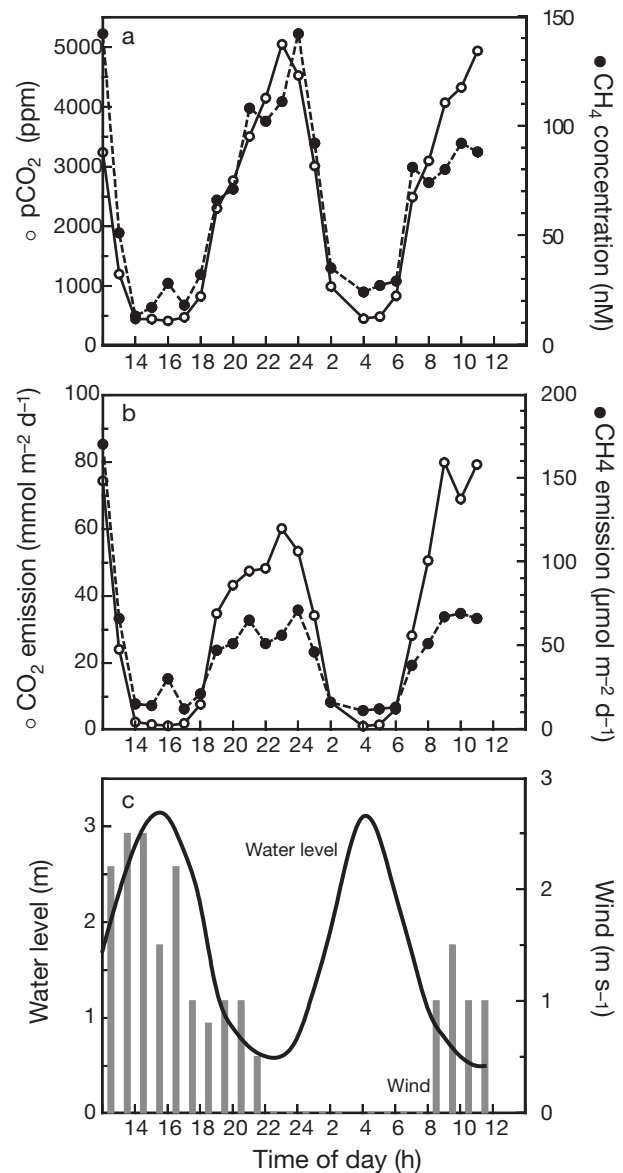 a
○ pCO2 (ppm)
5000
4000
3000
2000
1000
0
150
100
50
0
● CH4 concentration (nM)
14 16 18 20 22 24 2 4 6 8 10 12
b
○ CO2 emission (mmol m–2 d–1)
100
80
60
40
20
0
200
150
100
50
0
● CH4 emission (µmol m–2 d–1)
14 16 18 20 22 24 2 4 6 8 10 12
c
Water level (m)
3
2
1
0
Water level
Wind
3
2
1
0
Wind (m s–1)
14 16 18 20 22 24 2 4 6 8 10 12
Time of day (h)